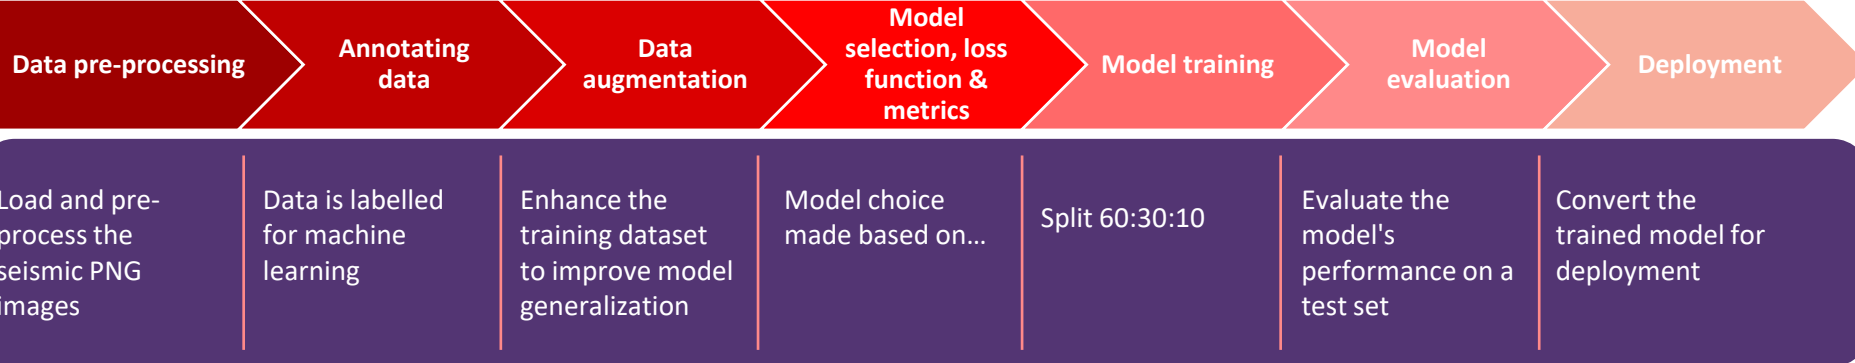 Data pre-processing
Annotating
data
Data
augmentation
Model
selection, loss
function &
metrics
Model training
Model
evaluation
Deployment
Load and pre-
process the
seismic PNG
images
Data is labelled
for machine
learning
Enhance the
training dataset
to improve model
generalization
Model choice
made based on…
Split 60:30:10
Evaluate the
model's
performance on a
test set
Convert the
trained model for
deployment